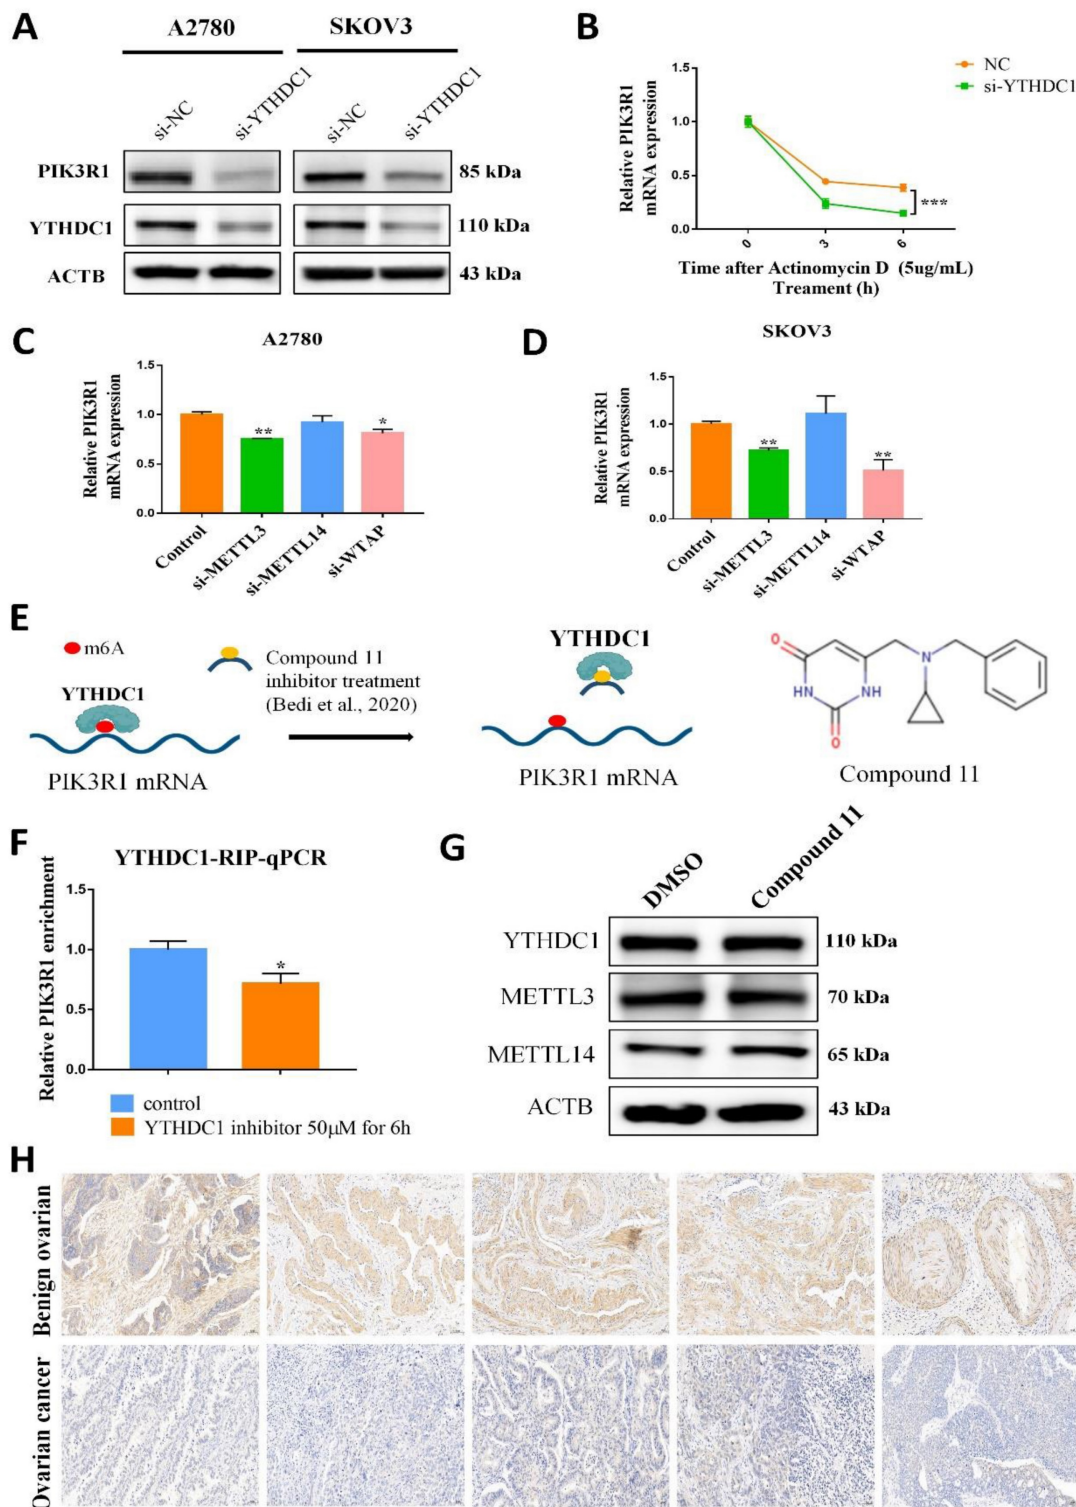 A
A2780
SKOV3
si-NC
si-YTHDC1
si-NC
si-YTHDC1
PIK3R1
85 kDa
YTHDC1
110 kDa
ACTB
43 kDa
B
NC
si-YTHDC1
Relative PIK3R1
mRNA expression
1.5
1.0
0.5
0.0
***
0
3
6
Time after Actinomycin D (5ug/mL)
Treament (h)
C
A2780
Relative PIK3R1
mRNA expression
1.5
1.0
0.5
0.0
**
*
Control
si-METTL3
si-METTL14
si-WTAP
D
SKOV3
Relative PIK3R1
mRNA expression
1.5
1.0
0.5
0.0
**
**
Control
si-METTL3
si-METTL14
si-WTAP
E
m6A
YTHDC1
PIK3R1 mRNA
Compound 11
inhibitor treatment
(Bedi et al., 2020)
YTHDC1
PIK3R1 mRNA
O
NH
NH
O
N
Compound 11
F
YTHDC1-RIP-qPCR
Relative PIK3R1 enrichment
1.5
1.0
0.5
0.0
*
control
YTHDC1 inhibitor 50μM for 6h
G
DMSO
Compound 11
YTHDC1
110 kDa
METTL3
70 kDa
METTL14
65 kDa
ACTB
43 kDa
H
Benign ovarian
Ovarian cancer